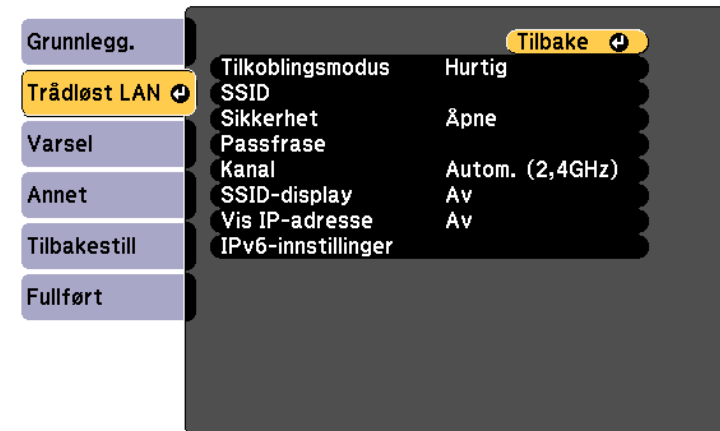 Grunnlegg.
Trådløst LAN
Varsel
Annet
Tilbakestill
Fullført
Tilbake
Tilkoblingsmodus Hurtig
SSID
Sikkerhet Åpne
Passfrase
Kanal Autom. (2,4GHz)
SSID-display Av
Vis IP-adresse Av
IPv6-innstillinger